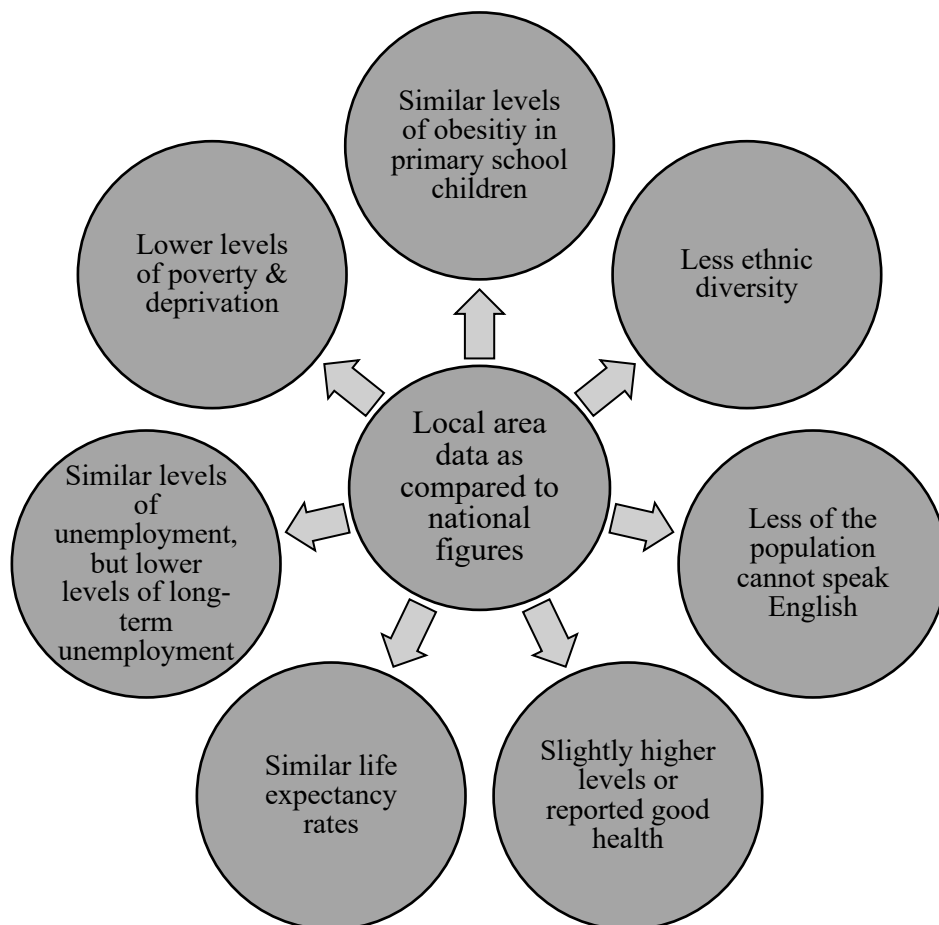 Similar levels
of obesitiy in
primary school
children
Less ethnic
diversity
Less of the
population
cannot speak
English
Slightly higher
levels or
reported good
health
Similar life
expectancy
rates
Similar levels
of
unemployment,
but lower
levels of long-
term
unemployment
Lower levels
of poverty &
deprivation
Local area
data as
compared to
national
figures